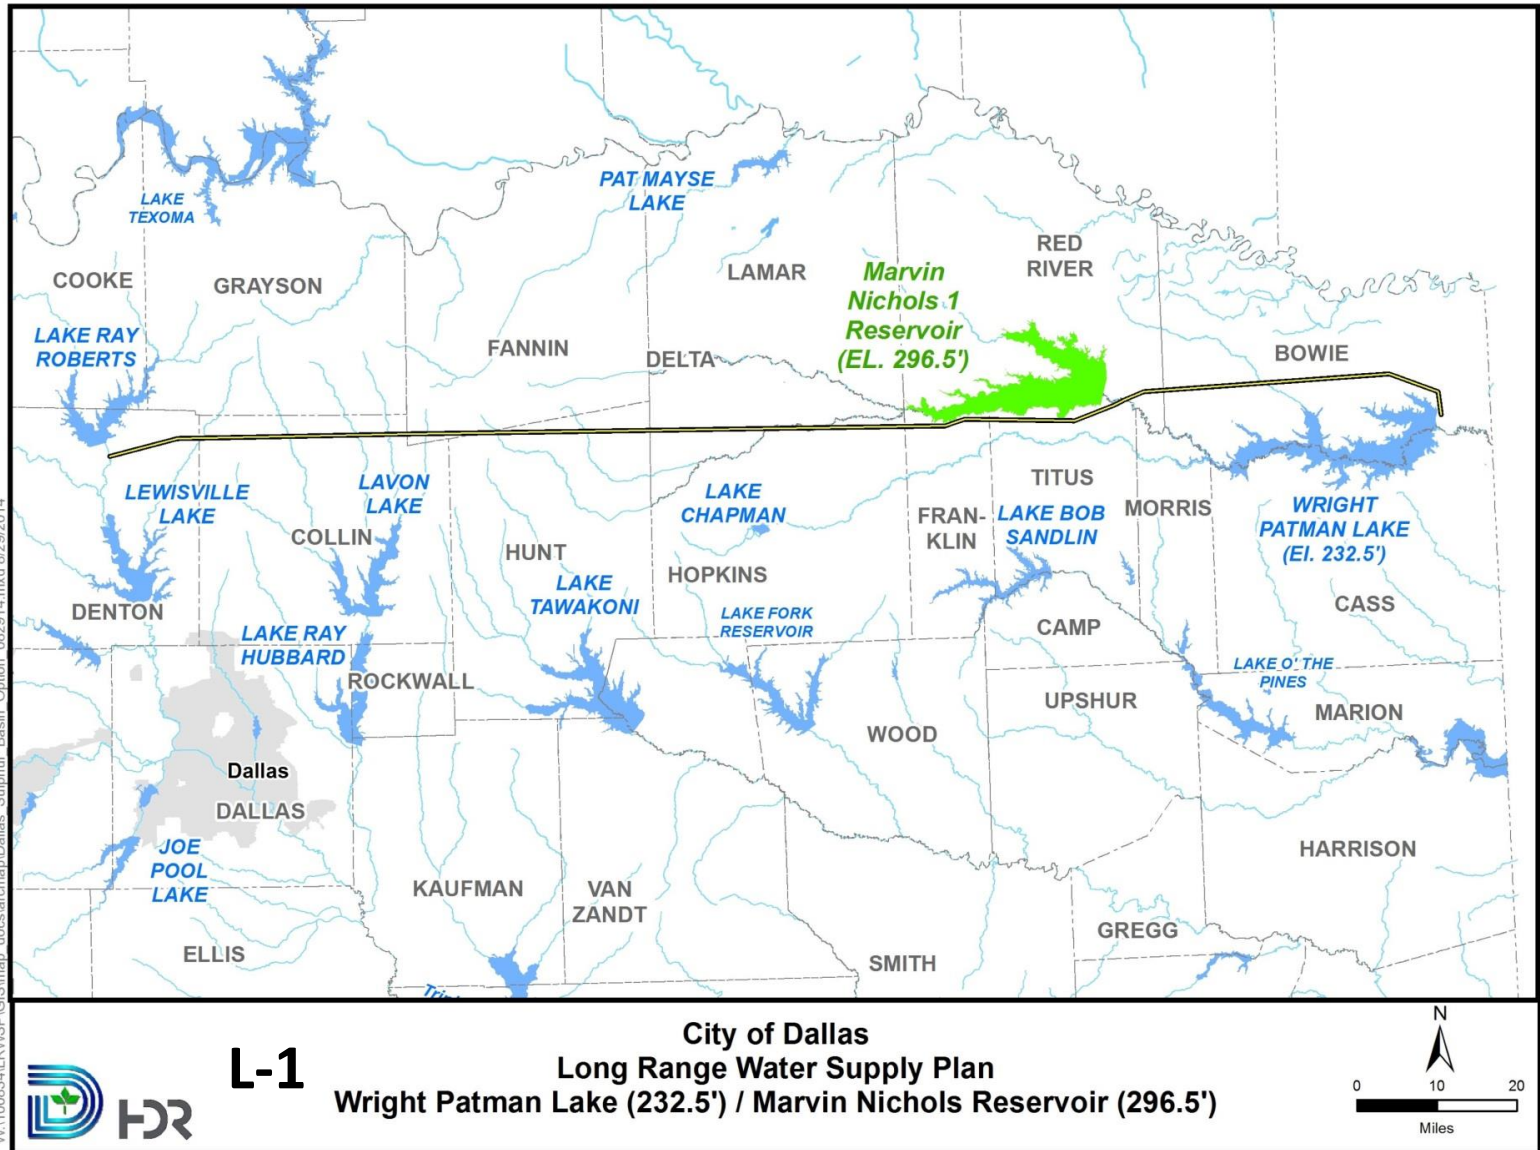 LAKE
TEXOMA
PAT MAYSE
LAKE
COOKE
GRAYSON
LAMAR
RED
RIVER
Marvin
Nichols 1
Reservoir
(EL. 296.5')
LAKE RAY
ROBERTS
FANNIN
DELTA
BOWIE
LEWISVILLE
LAKE
LAVON
LAKE
COLLIN
HUNT
LAKE
CHAPMAN
FRAN-
KLIN
TITUS
LAKE BOB
SANDLIN
MORRIS
WRIGHT
PATMAN LAKE
(El. 232.5')
DENTON
LAKE
TAWAKONI
HOPKINS
LAKE FORK
RESERVOIR
CAMP
CASS
LAKE RAY
HUBBARD
ROCKWALL
LAKE O' THE
PINES
UPSHUR
MARION
WOOD
Dallas
DALLAS
JOE
POOL
LAKE
KAUFMAN
VAN
ZANDT
HARRISON
ELLIS
SMITH
GREGG
L-1
HDR
City of Dallas
Long Range Water Supply Plan
Wright Patman Lake (232.5') / Marvin Nichols Reservoir (296.5')
N
0 10 20
Miles